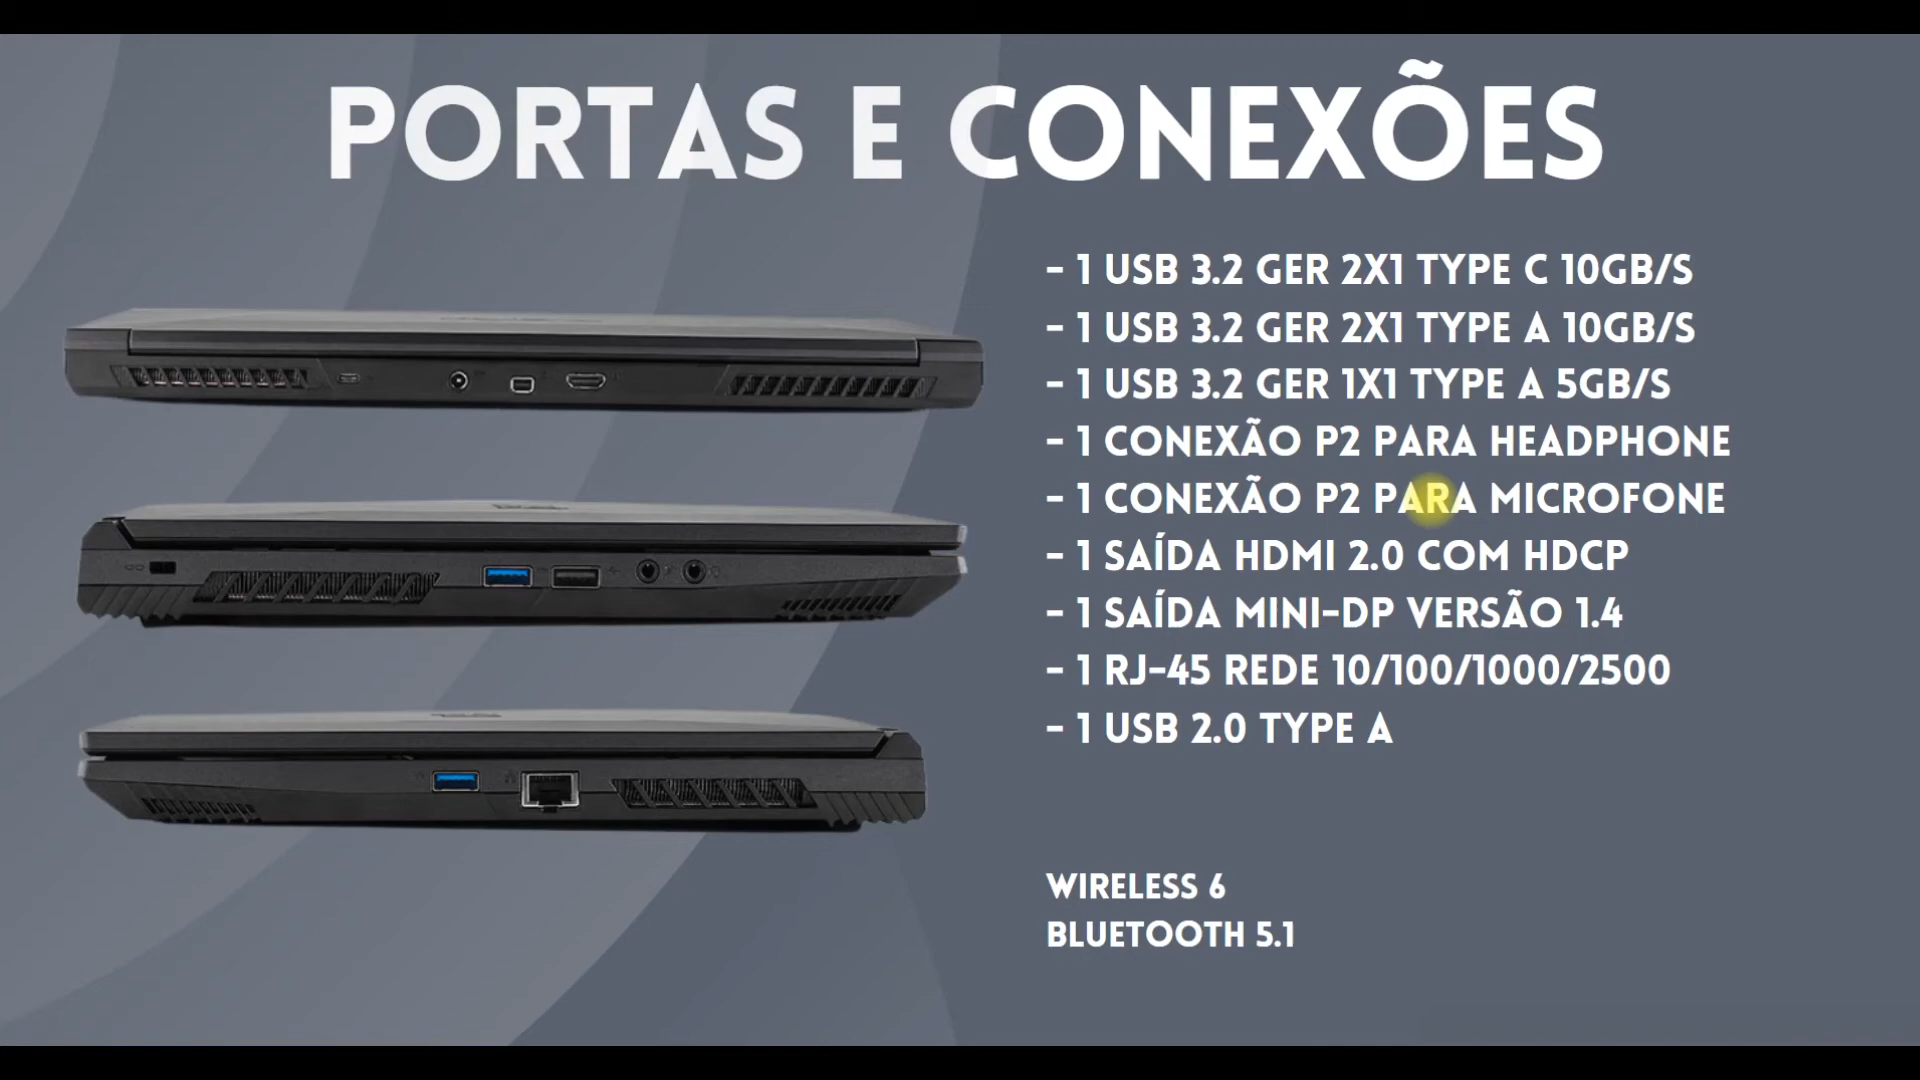 PORTAS E CONEXÕES
- 1 USB 3.2 GER 2X1 TYPE C 10GB/S
- 1 USB 3.2 GER 2X1 TYPE A 10GB/S
- 1 USB 3.2 GER 1X1 TYPE A 5GB/S
- 1 CONEXÃO P2 PARA HEADPHONE
- 1 CONEXÃO P2 PARA MICROFONE
- 1 SAÍDA HDMI 2.0 COM HDCP
- 1 SAÍDA MINI-DP VERSÃO 1.4
- 1 RJ-45 REDE 10/100/1000/2500
- 1 USB 2.0 TYPE A
WIRELESS 6
BLUETOOTH 5.1